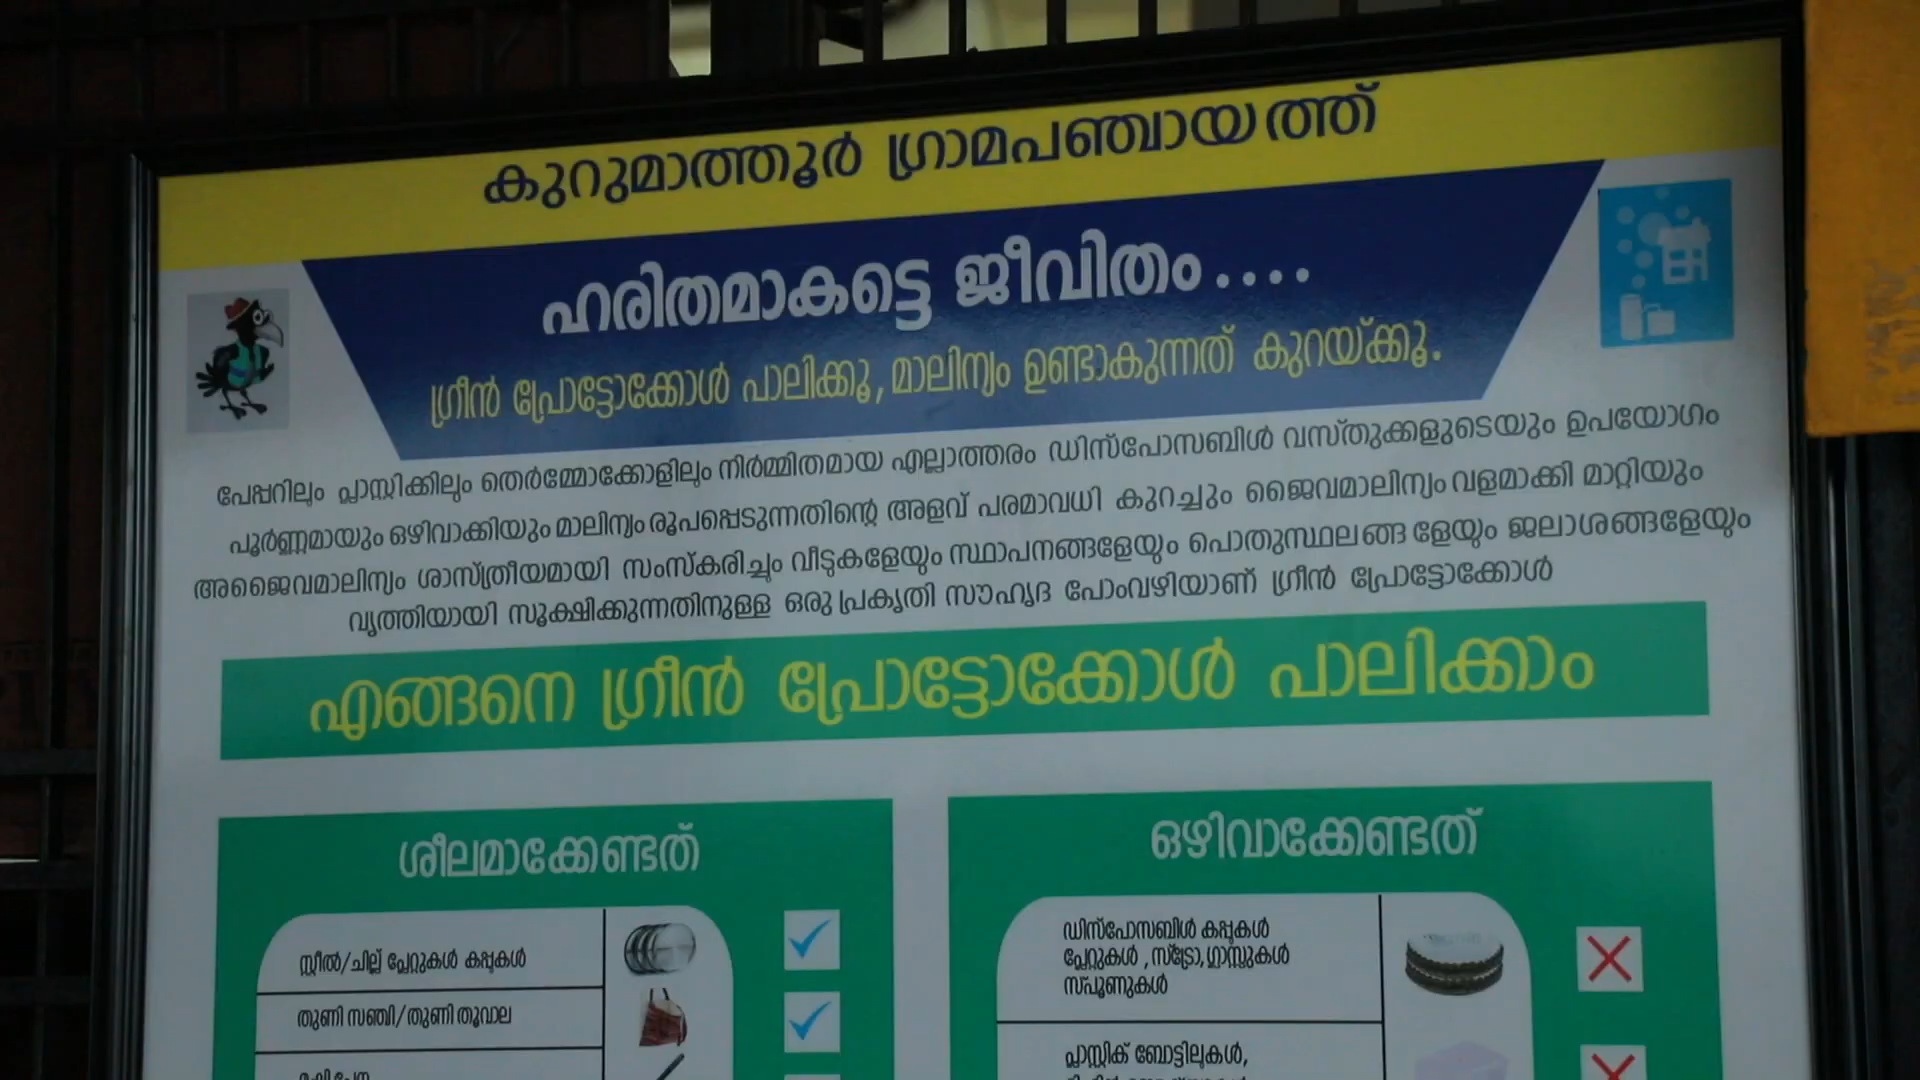 കുറുമാത്തൂർ ഗ്രാമപഞ്ചായത്ത്
ഹരിതമാകട്ടെ ജീവിതം....
ഗ്രീൻ പ്രോട്ടോക്കോൾ പാലിക്കൂ, മാലിന്യം ഉണ്ടാകുന്നത് കുറയ്ക്കൂ.
പേപ്പറിലും പ്ലാസ്റ്റിക്കിലും തെർമ്മോക്കോളിലും നിർമ്മിതമായ എല്ലാത്തരം ഡിസ്പോസബിൾ വസ്തുക്കളുടെയും ഉപയോഗം
പൂർണ്ണമായും ഒഴിവാക്കിയും മാലിന്യം രൂപപ്പെടുന്നതിന്റെ അളവ് പരമാവധി കുറച്ചും ജൈവമാലിന്യം വളമാക്കി മാറ്റിയും
അജൈവമാലിന്യം ശാസ്ത്രീയമായി സംസ്കരിച്ചും വീടുകളേയും സ്ഥാപനങ്ങളേയും പൊതുസ്ഥലങ്ങളേയും ജലാശങ്ങളേയും
വൃത്തിയായി സൂക്ഷിക്കുന്നതിനുള്ള ഒരു പ്രകൃതി സൗഹൃദ പോംവഴിയാണ് ഗ്രീൻ പ്രോട്ടോക്കോൾ
എങ്ങനെ ഗ്രീൻ പ്രോട്ടോക്കോൾ പാലിക്കാം
ശീലമാക്കേണ്ടത്
സ്റ്റീൽ/ചില്ല് പ്ലേറ്റുകൾ കപ്പുകൾ
തുണി സഞ്ചി/തുണി തൂവാല
ഒഴിവാക്കേണ്ടത്
ഡിസ്പോസബിൾ കപ്പുകൾ
പ്ലേറ്റുകൾ, സ്ട്രോ, ഗ്ലാസ്സുകൾ
സ്പൂണുകൾ
പ്ലാസ്റ്റിക് ബോട്ടിലുകൾ,